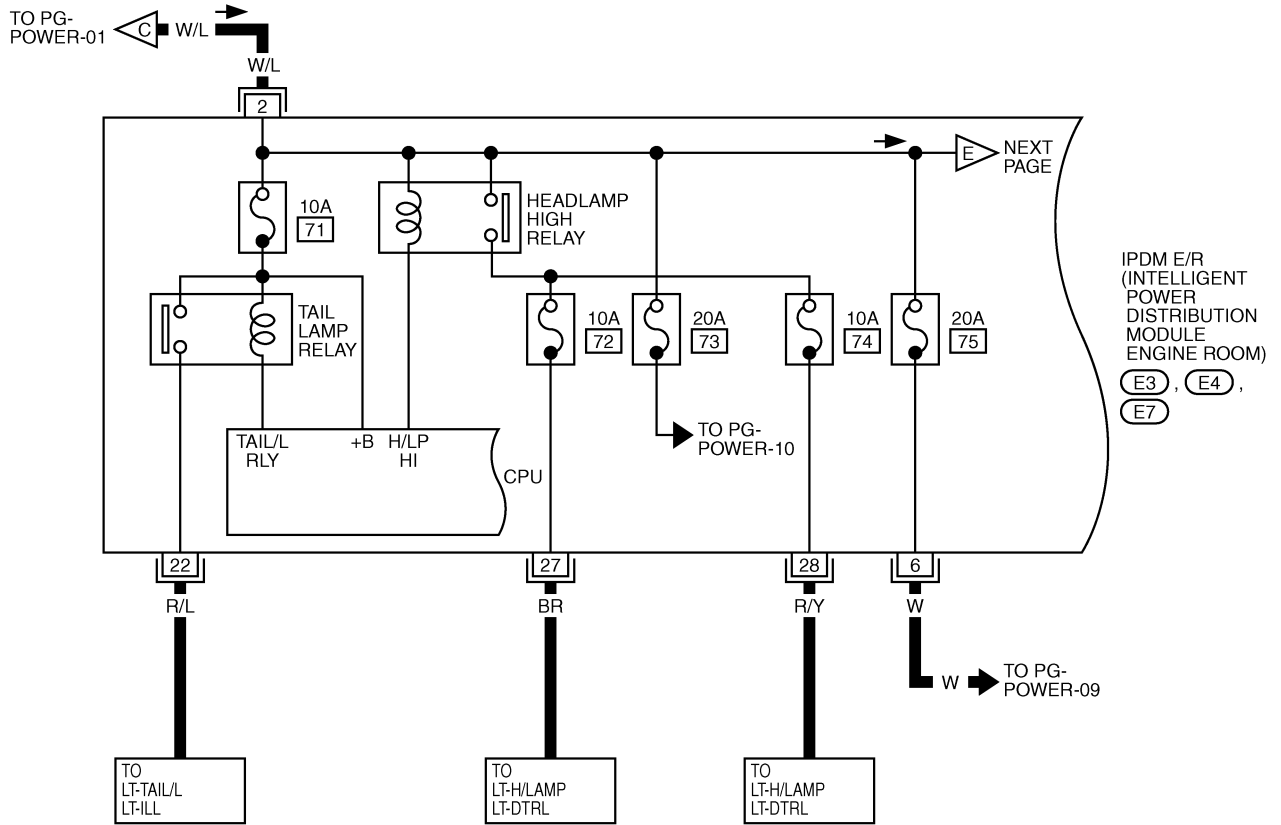 TO PG-
POWER-01
C
W/L
W/L
2
E
NEXT
PAGE
10A
71
HEADLAMP
HIGH
RELAY
TAIL
LAMP
RELAY
10A
72
20A
73
10A
74
20A
75
IPDM E/R
(INTELLIGENT
POWER
DISTRIBUTION
MODULE
ENGINE ROOM)
E3 , E4 ,
E7
TAIL/L
RLY
+B
H/LP
HI
CPU
TO PG-
POWER-10
22
27
28
6
R/L
BR
R/Y
W
W
TO PG-
POWER-09
TO
LT-TAIL/L
LT-ILL
TO
LT-H/LAMP
LT-DTRL
TO
LT-H/LAMP
LT-DTRL